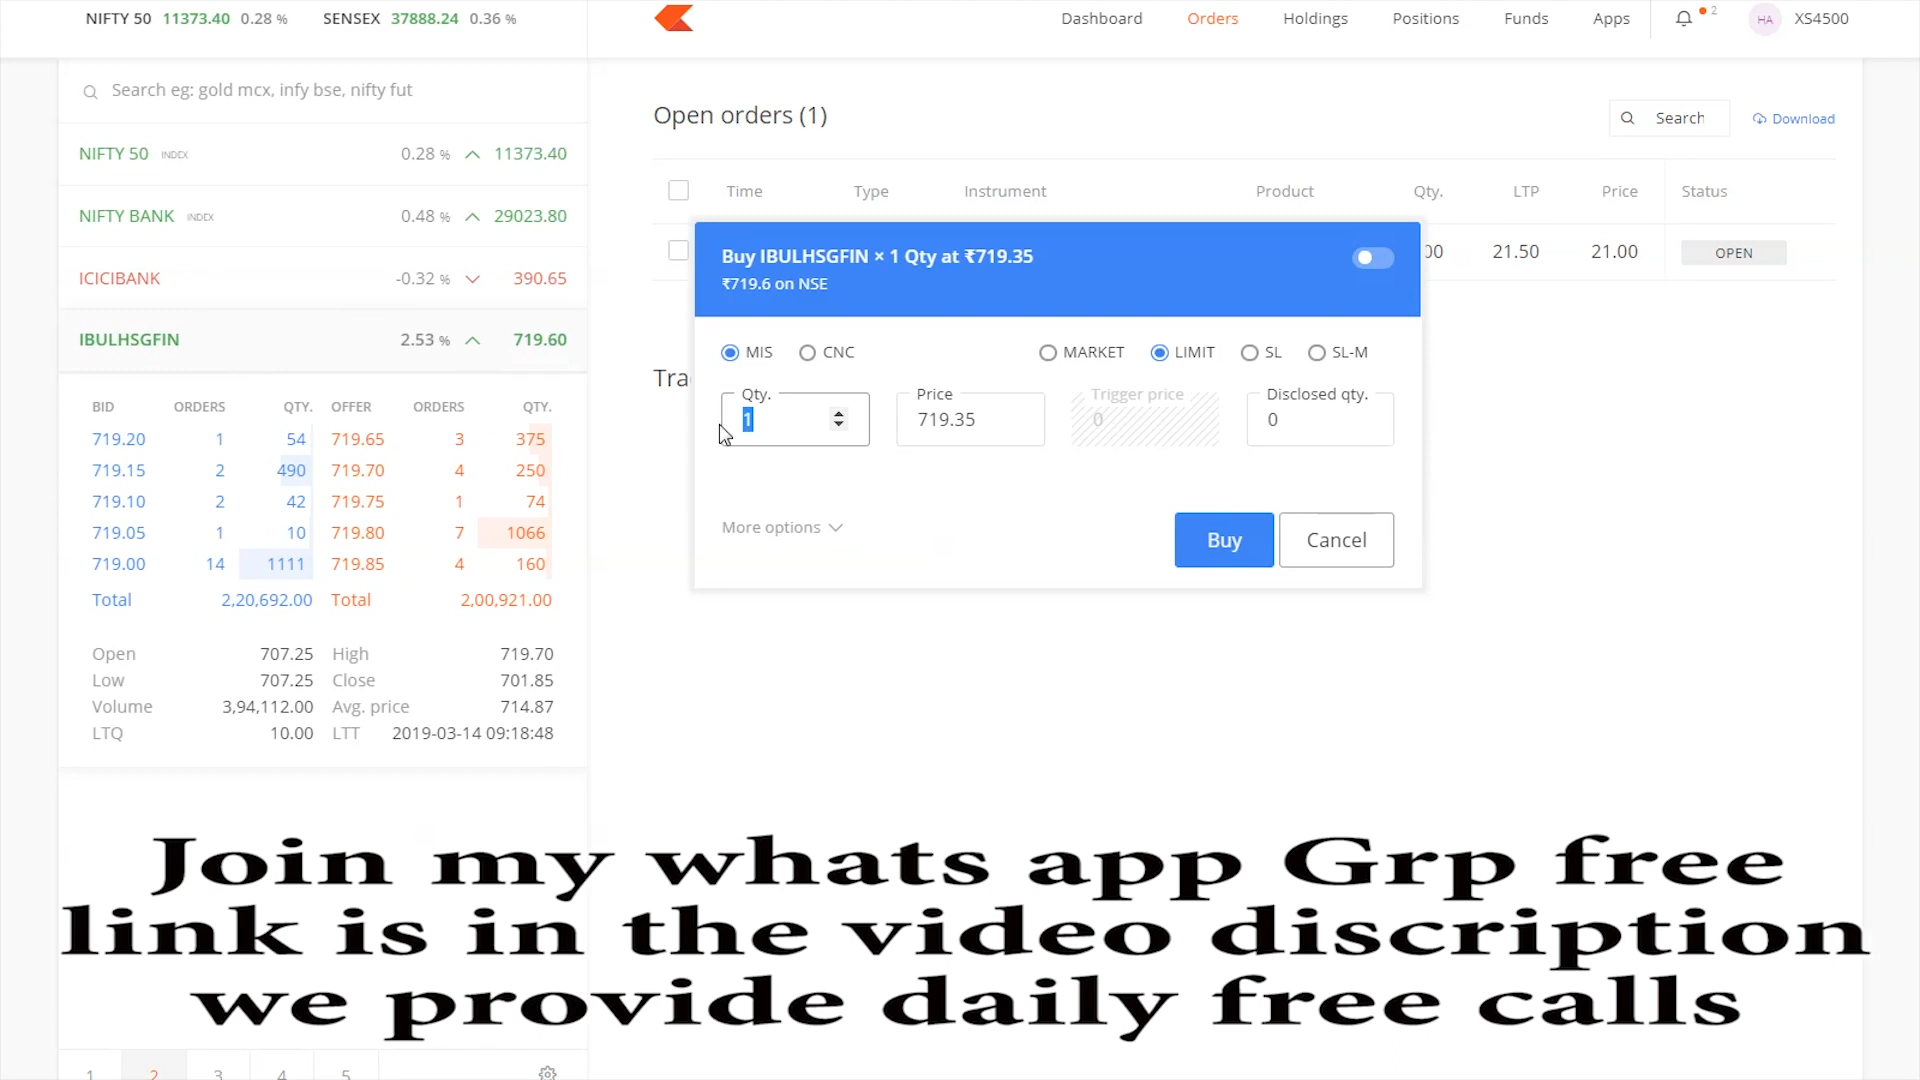 NIFTY 50 11373.40 0.28 % SENSEX 37888.24 0.36 %
Dashboard Orders Holdings Positions Funds Apps 2 HA XS4500
Search eg: gold mcx, infy bse, nifty fut
NIFTY 50 INDEX 0.28 % 11373.40
NIFTY BANK INDEX 0.48 % 29023.80
ICICIBANK -0.32 % 390.65
IBULHSGFIN 2.53 % 719.60
BID ORDERS QTY. OFFER ORDERS QTY.
719.20 1 54 719.65 3 375
719.15 2 490 719.70 4 250
719.10 2 42 719.75 1 74
719.05 1 10 719.80 7 1066
719.00 14 1111 719.85 4 160
Total 2,20,692.00 Total 2,00,921.00
Open 707.25 High 719.70
Low 707.25 Close 701.85
Volume 3,94,112.00 Avg. price 714.87
LTQ 10.00 LTT 2019-03-14 09:18:48
1 2 3 4 5
Open orders (1) Search Download
Time Type Instrument Product Qty. LTP Price Status
00 21.50 21.00 OPEN
Tra
Buy IBULHSGFIN × 1 Qty at ₹719.35
₹719.6 on NSE
MIS CNC MARKET LIMIT SL SL-M
Qty. Price Trigger price Disclosed qty.
1 719.35 0 0
More options Buy Cancel
Join my whats app Grp free
link is in the video discription
we provide daily free calls